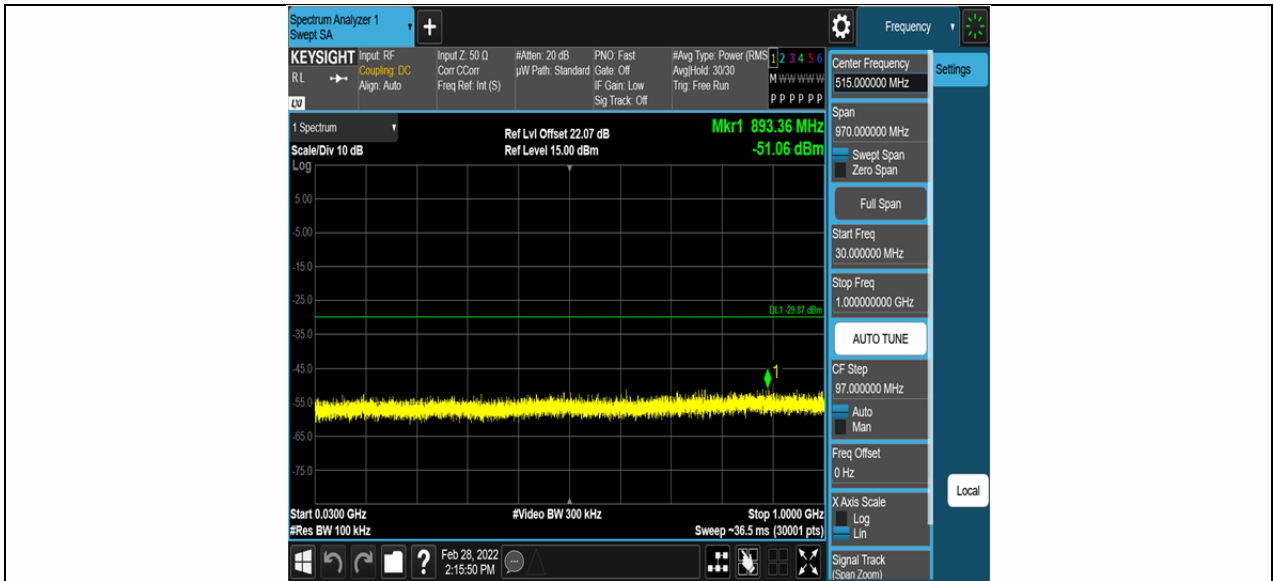 Spectrum Analyzer 1
Swept SA
+
Frequency
KEYSIGHT
RL
LXI
Input: RF
Coupling: DC
Align: Auto
Input Z: 50 Ω
Corr CCorr
Freq Ref: Int (S)
#Atten: 20 dB
µW Path: Standard
PNO: Fast
Gate: Off
IF Gain: Low
Sig Track: Off
#Avg Type: Power (RMS
Avg|Hold: 30/30
Trig: Free Run
1 2 3 4 5 6
M W W W W W
P P P P P P
1 Spectrum
Scale/Div 10 dB
Ref Lvl Offset 22.07 dB
Ref Level 15.00 dBm
Mkr1 893.36 MHz
-51.06 dBm
Log
5.00
-5.00
-15.0
-25.0
DL1 -29.87 dBm
-35.0
-45.0
1
-55.0
-65.0
-75.0
Start 0.0300 GHz
#Res BW 100 kHz
#Video BW 300 kHz
Stop 1.0000 GHz
Sweep ~36.5 ms (30001 pts)
?
Feb 28, 2022
2:15:50 PM
Center Frequency
515.000000 MHz
Span
970.000000 MHz
Swept Span
Zero Span
Full Span
Start Freq
30.000000 MHz
Stop Freq
1.000000000 GHz
AUTO TUNE
CF Step
97.000000 MHz
Auto
Man
Freq Offset
0 Hz
X Axis Scale
Log
Lin
Signal Track
(Span Zoom)
Settings
Local